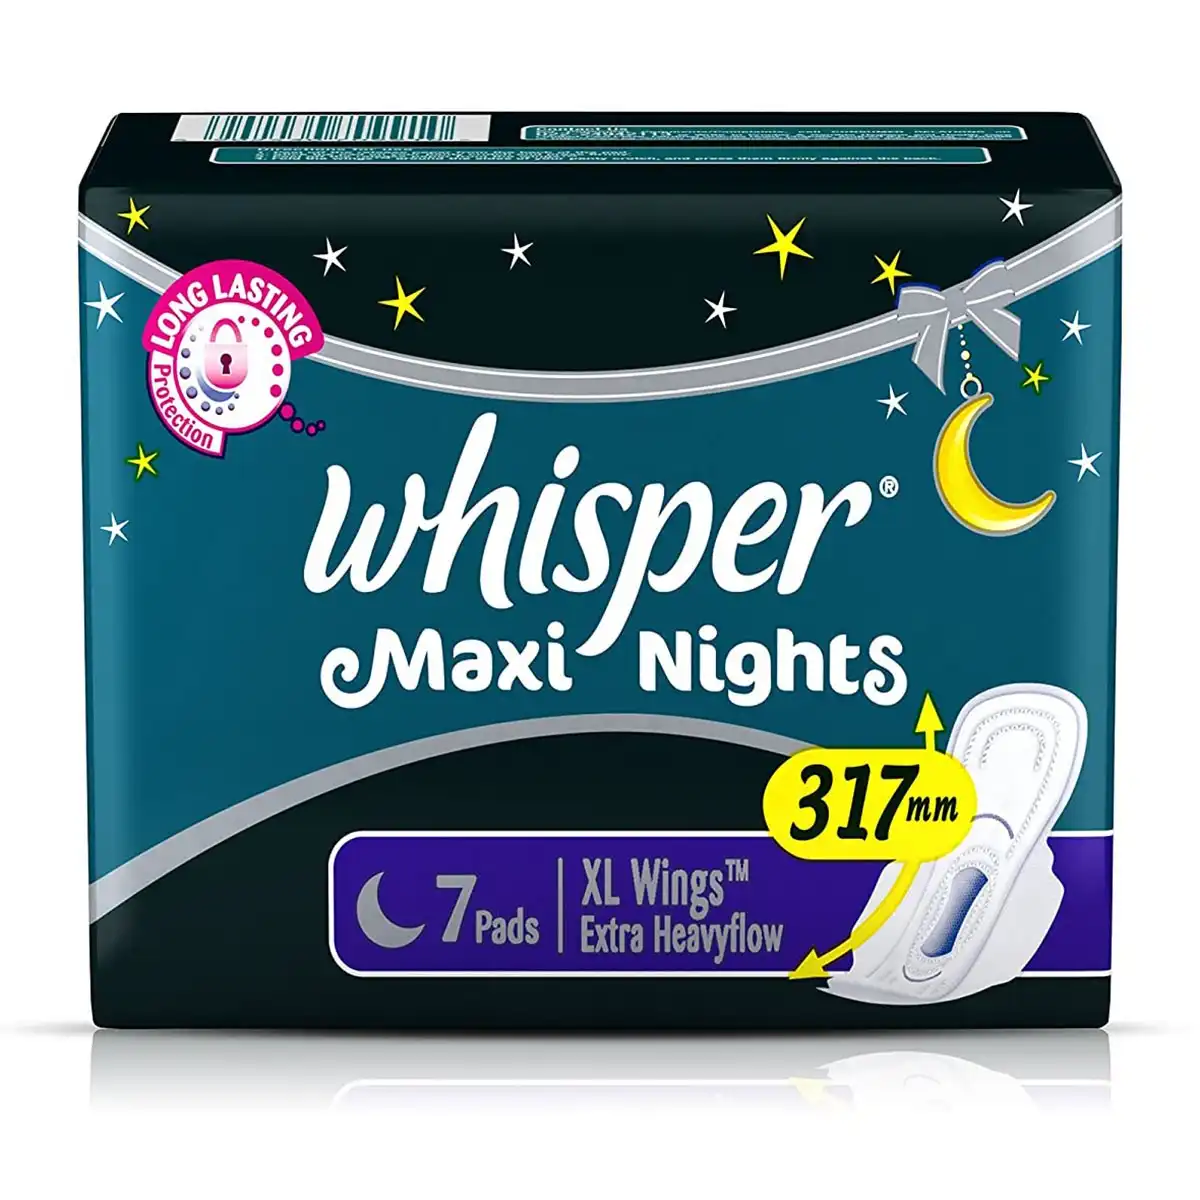 LONG LASTING
Protection
whisper®
Maxi Nights
317mm
7 Pads
XL Wings™
Extra Heavyflow